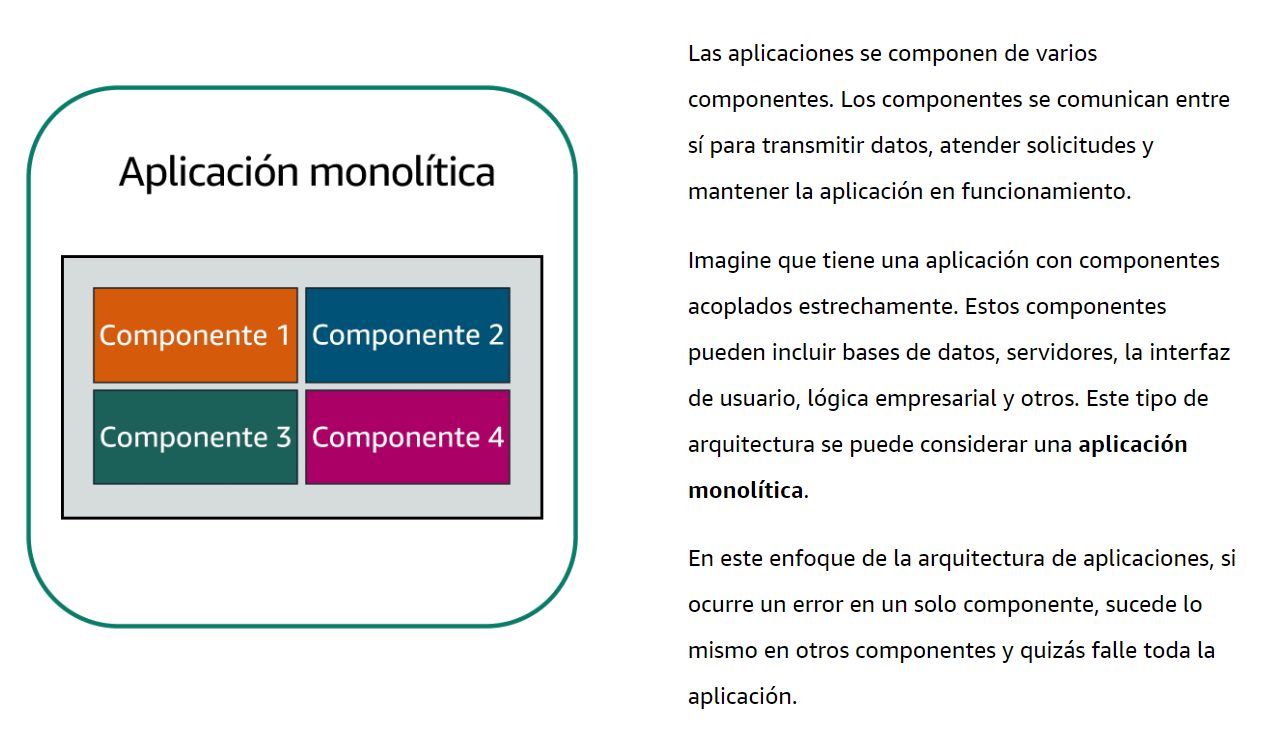 Aplicación monolítica
Componente 1
Componente 2
Componente 3
Componente 4
Las aplicaciones se componen de varios
componentes. Los componentes se comunican entre
sí para transmitir datos, atender solicitudes y
mantener la aplicación en funcionamiento.
Imagine que tiene una aplicación con componentes
acoplados estrechamente. Estos componentes
pueden incluir bases de datos, servidores, la interfaz
de usuario, lógica empresarial y otros. Este tipo de
arquitectura se puede considerar una aplicación
monolítica.
En este enfoque de la arquitectura de aplicaciones, si
ocurre un error en un solo componente, sucede lo
mismo en otros componentes y quizás falle toda la
aplicación.